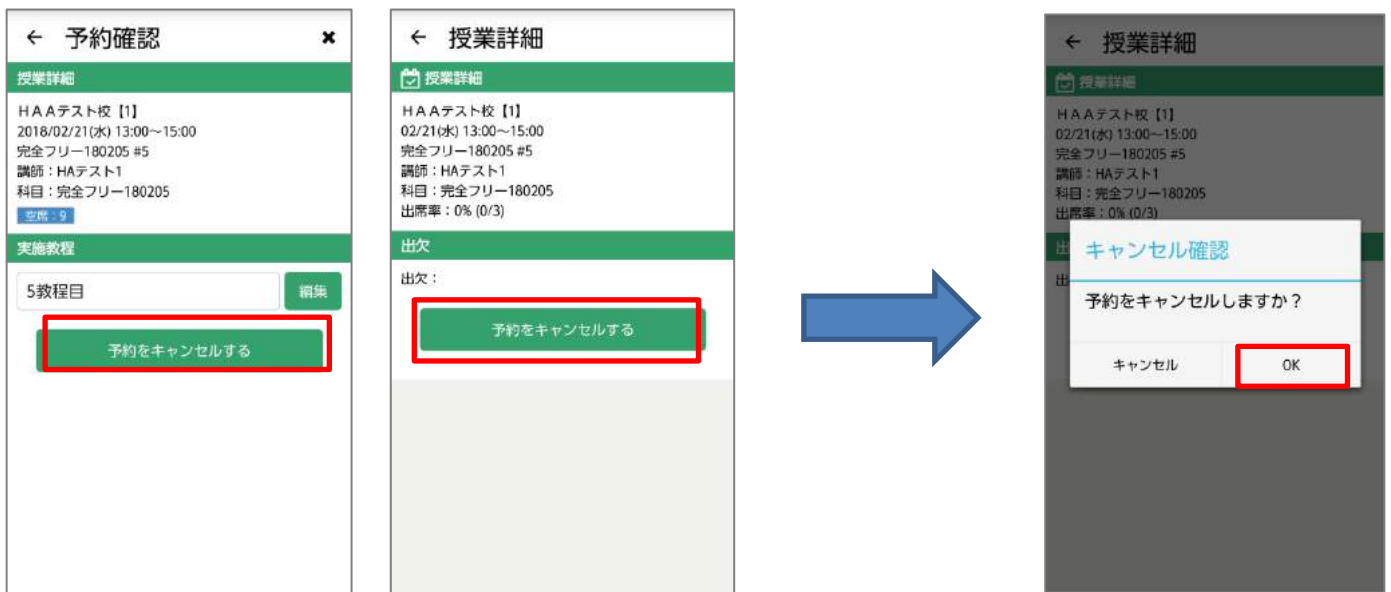 ← 予約確認 ✖
授業詳細
HAAテスト校【1】
2018/02/21(水) 13:00～15:00
完全フリー180205 #5
講師：HAテスト1
科目：完全フリー180205
空席：9
実施教程
5教程目 編集
予約をキャンセルする
← 授業詳細
授業詳細
HAAテスト校【1】
02/21(水) 13:00～15:00
完全フリー180205 #5
講師：HAテスト1
科目：完全フリー180205
出席率：0% (0/3)
出欠
出欠：
予約をキャンセルする
← 授業詳細
授業詳細
HAAテスト校【1】
02/21(水) 13:00～15:00
完全フリー180205 #5
講師：HAテスト1
科目：完全フリー180205
出席率：0% (0/3)
出
キャンセル確認
出
予約をキャンセルしますか？
キャンセル OK